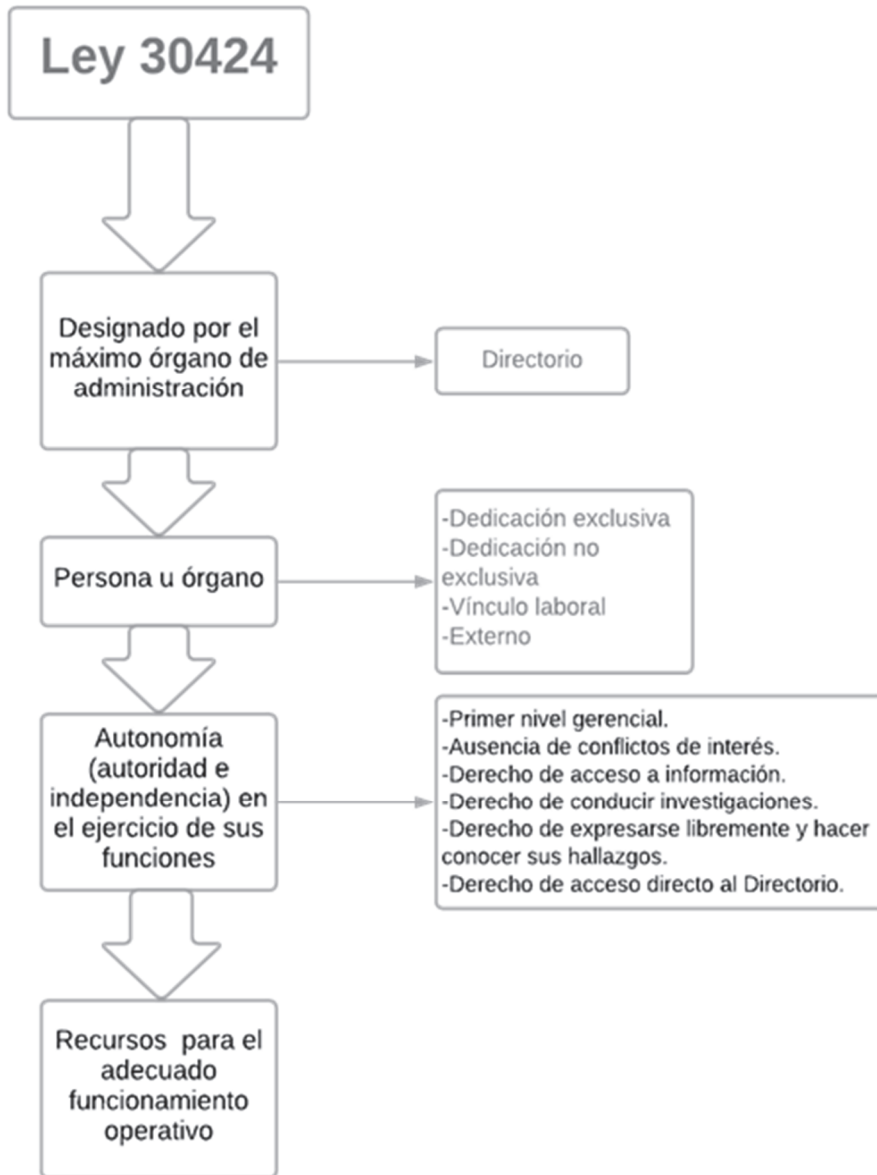 Ley 30424
Designado por el
máximo órgano de
administración
Directorio
Persona u órgano
-Dedicación exclusiva
-Dedicación no
exclusiva
-Vínculo laboral
-Externo
Autonomía
(autoridad e
independencia) en
el ejercicio de sus
funciones
-Primer nivel gerencial.
-Ausencia de conflictos de interés.
-Derecho de acceso a información.
-Derecho de conducir investigaciones.
-Derecho de expresarse libremente y hacer
conocer sus hallazgos.
-Derecho de acceso directo al Directorio.
Recursos para el
adecuado
funcionamiento
operativo